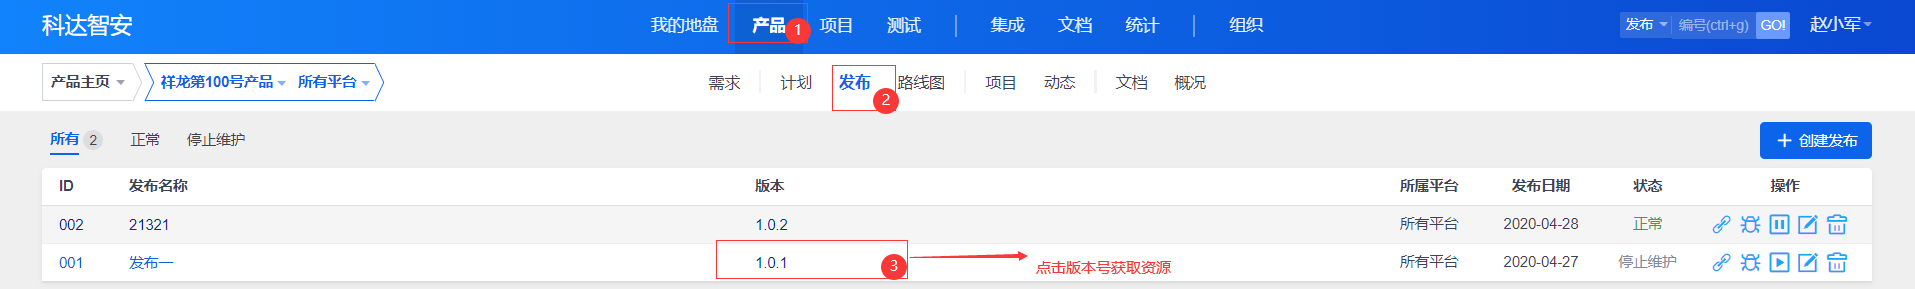 科达智安 我的地盘 产品 1 项目 测试 集成 文档 统计 组织 发布 编号(ctrl+g) GO! 赵小军
产品主页 祥龙第100号产品 所有平台 需求 计划 发布 2 路线图 项目 动态 文档 概况
所有 2 正常 停止维护 创建发布
ID 发布名称 版本 所属平台 发布日期 状态 操作
002 21321 1.0.2 所有平台 2020-04-28 正常
001 发布一 1.0.1 3 点击版本号获取资源 所有平台 2020-04-27 停止维护